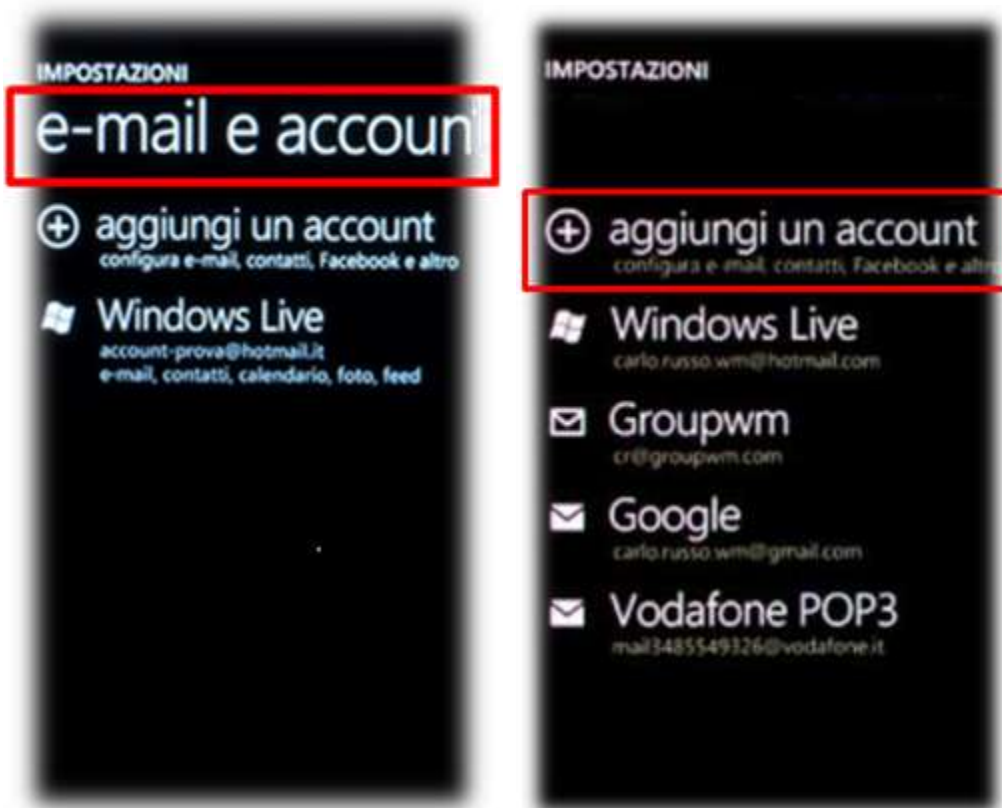 IMPOSTAZIONI
e-mail e accoun
aggiungi un account
configura e-mail, contatti, Facebook e altro
Windows Live
account-prova@hotmail.it
e-mail, contatti, calendario, foto, feed
IMPOSTAZIONI
aggiungi un account
configura e-mail, contatti, Facebook e altro
Windows Live
carlo.russo.wm@hotmail.com
Groupwm
cr@groupwm.com
Google
carlo.russo.wm@gmail.com
Vodafone POP3
mail3485549326@vodafone.it